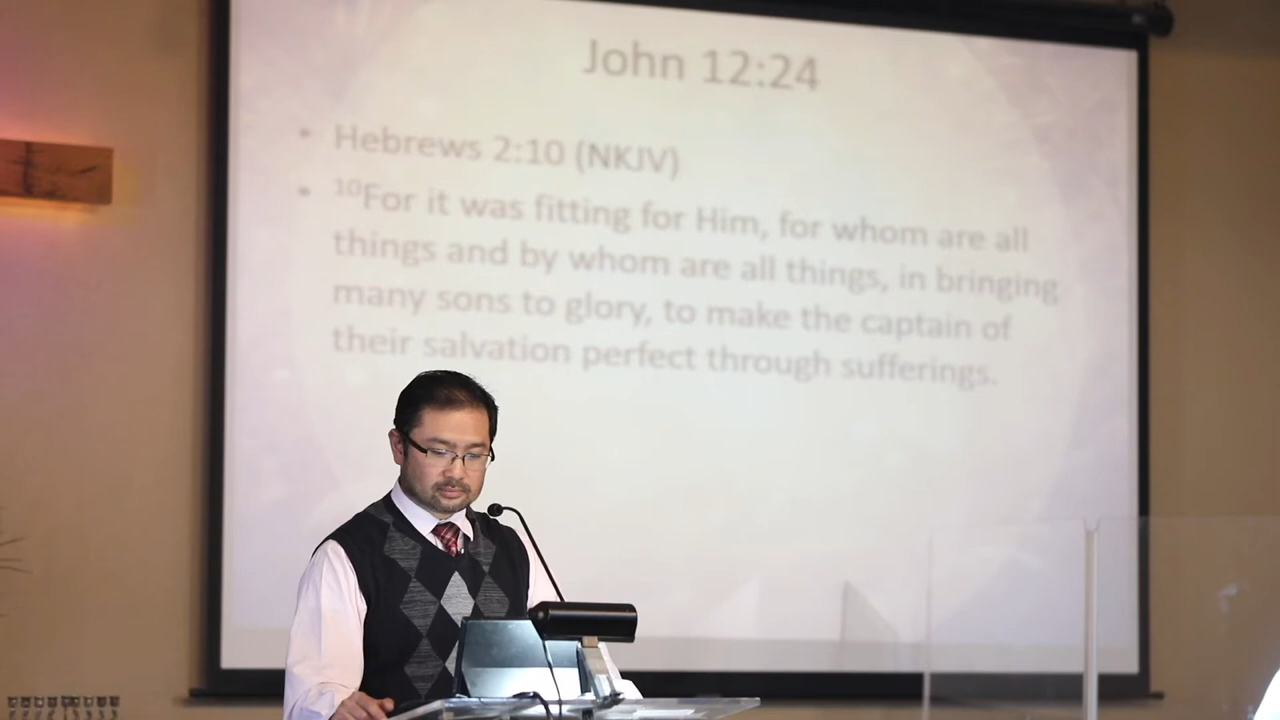 John 12:24
• Hebrews 2:10 (NKJV)
• ¹⁰For it was fitting for Him, for whom are all
things and by whom are all things, in bringing
many sons to glory, to make the captain of
their salvation perfect through sufferings.